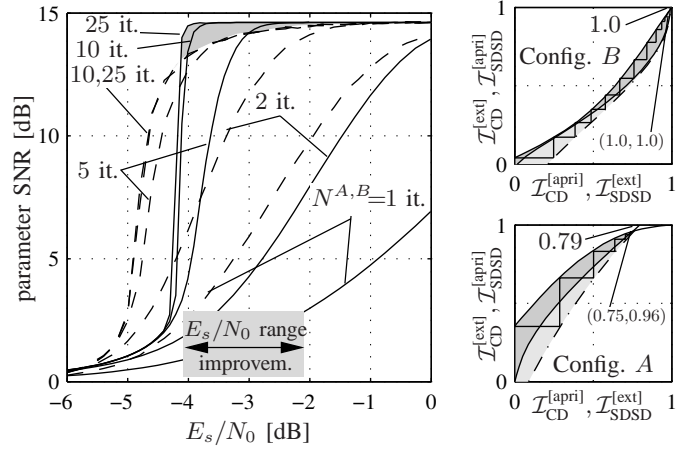 15
10
5
0
parameter SNR [dB]
25 it.
10 it.
10,25 it.
5 it.
2 it.
N^{A,B}=1 it.
E_s/N_0 range
improvem.
-6 -5 -4 -3 -2 -1 0
E_s/N_0 [dB]
1
0
I_CD^[ext], I_SDSD^[apri]
1.0
Config. B
(1.0, 1.0)
0 1
I_CD^[apri], I_SDSD^[ext]
1
0
I_CD^[ext], I_SDSD^[apri]
0.79
(0.75,0.96)
Config. A
0 1
I_CD^[apri], I_SDSD^[ext]